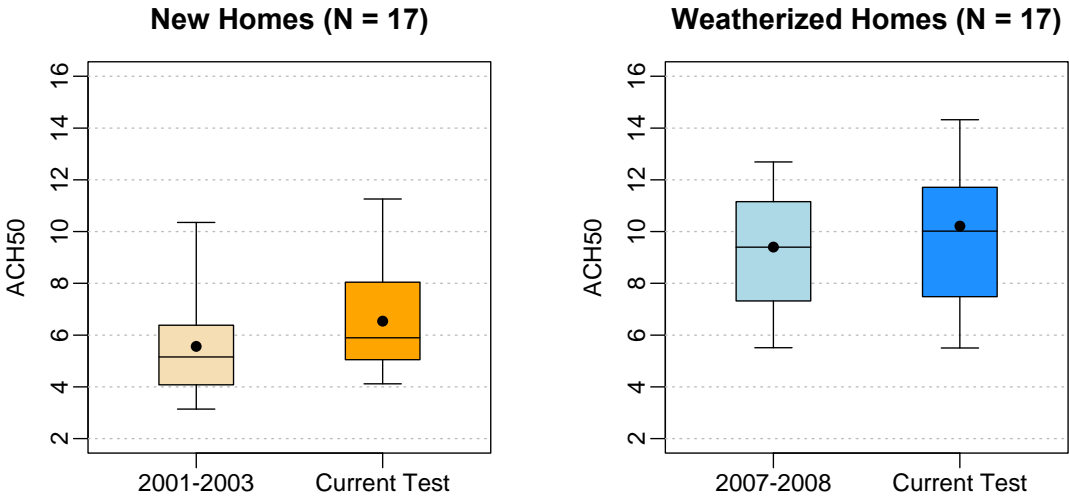 New Homes (N = 17)
ACH50
16
14
12
10
8
6
4
2
2001-2003 Current Test
Weatherized Homes (N = 17)
ACH50
16
14
12
10
8
6
4
2
2007-2008 Current Test